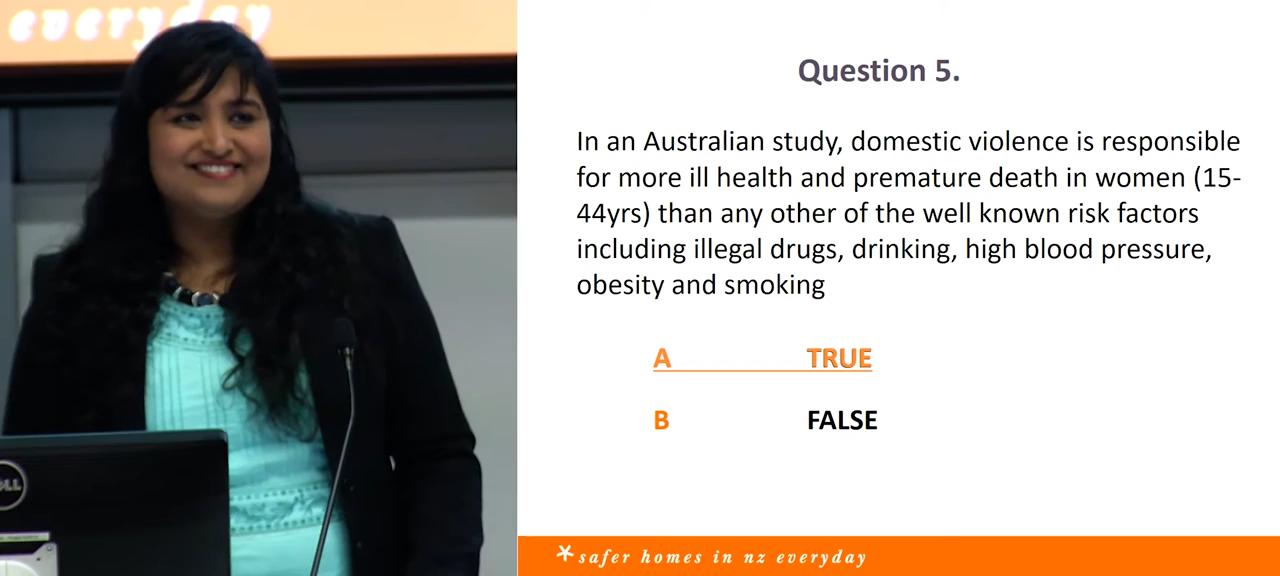 everyday
Question 5.
In an Australian study, domestic violence is responsible
for more ill health and premature death in women (15-
44yrs) than any other of the well known risk factors
including illegal drugs, drinking, high blood pressure,
obesity and smoking
A TRUE
B FALSE
*safer homes in nz everyday